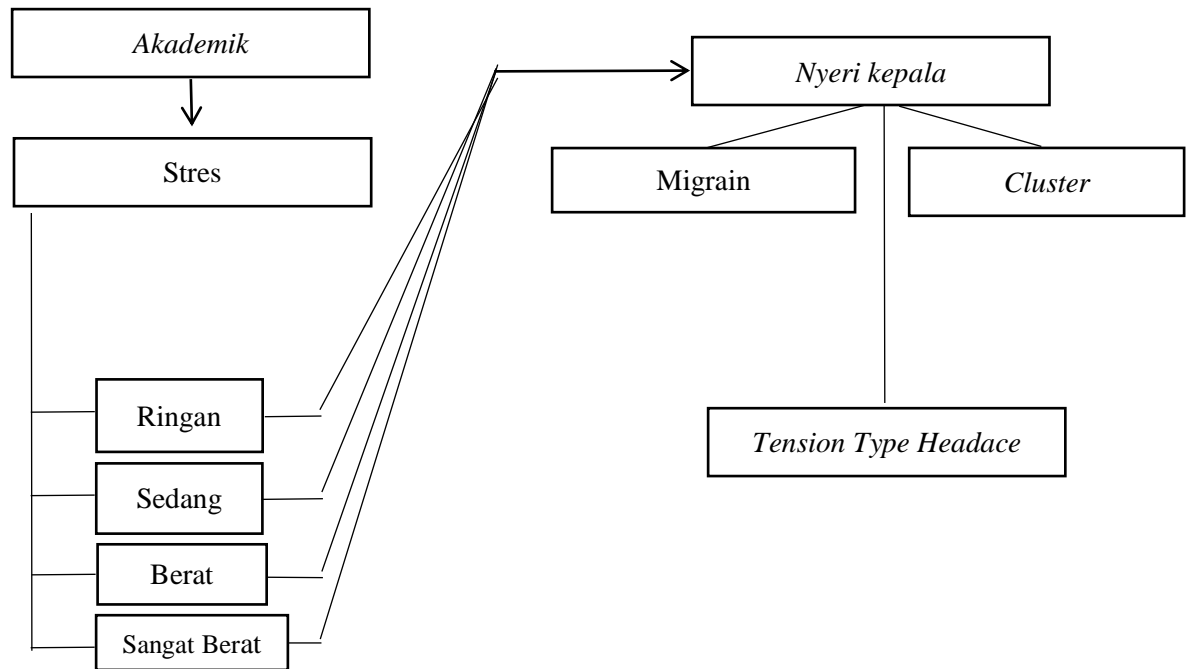 Akademik
Stres
Ringan
Sedang
Berat
Sangat Berat
Nyeri kepala
Migrain
Cluster
Tension Type Headace